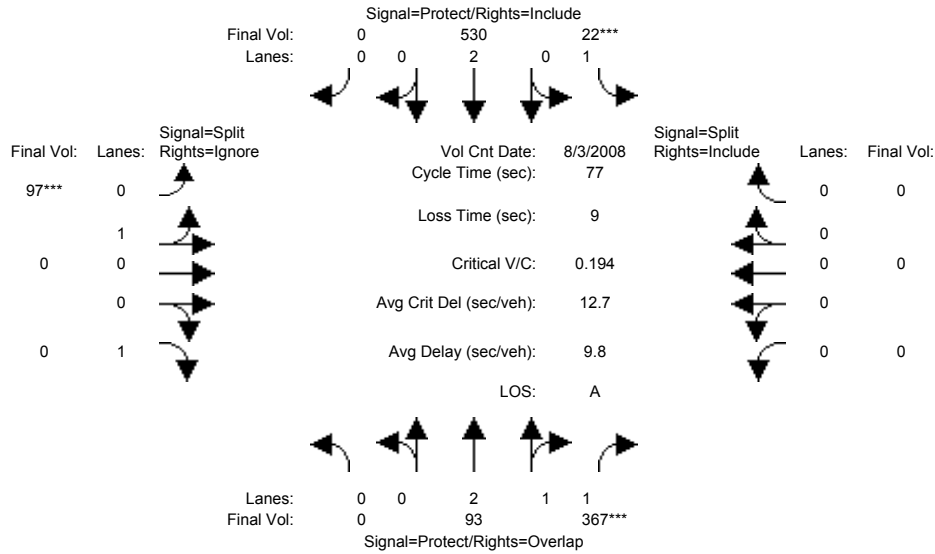 Signal=Protect/Rights=Include
Final Vol: 0 530 22***
Lanes: 0 0 2 0 1
Signal=Split
Final Vol: Lanes: Rights=Ignore
Vol Cnt Date: 8/3/2008
Signal=Split
Rights=Include Lanes: Final Vol:
Cycle Time (sec): 77
97*** 0
0 0
Loss Time (sec): 9
1
0
0 0
Critical V/C: 0.194
0 0
0
Avg Crit Del (sec/veh): 12.7
0
0 1
Avg Delay (sec/veh): 9.8
0 0
LOS: A
Lanes: 0 0 2 1 1
Final Vol: 0 93 367***
Signal=Protect/Rights=Overlap